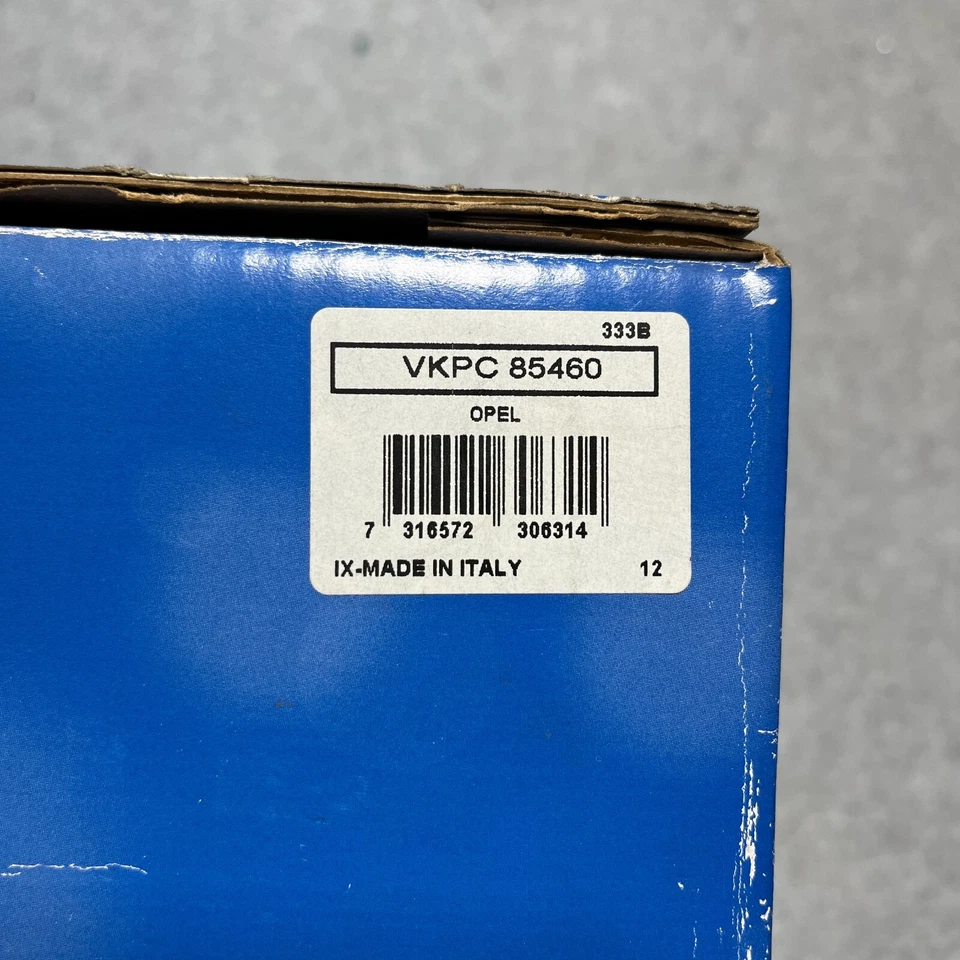 333B
VKPC 85460
OPEL
7 316572 306314
IX-MADE IN ITALY 12